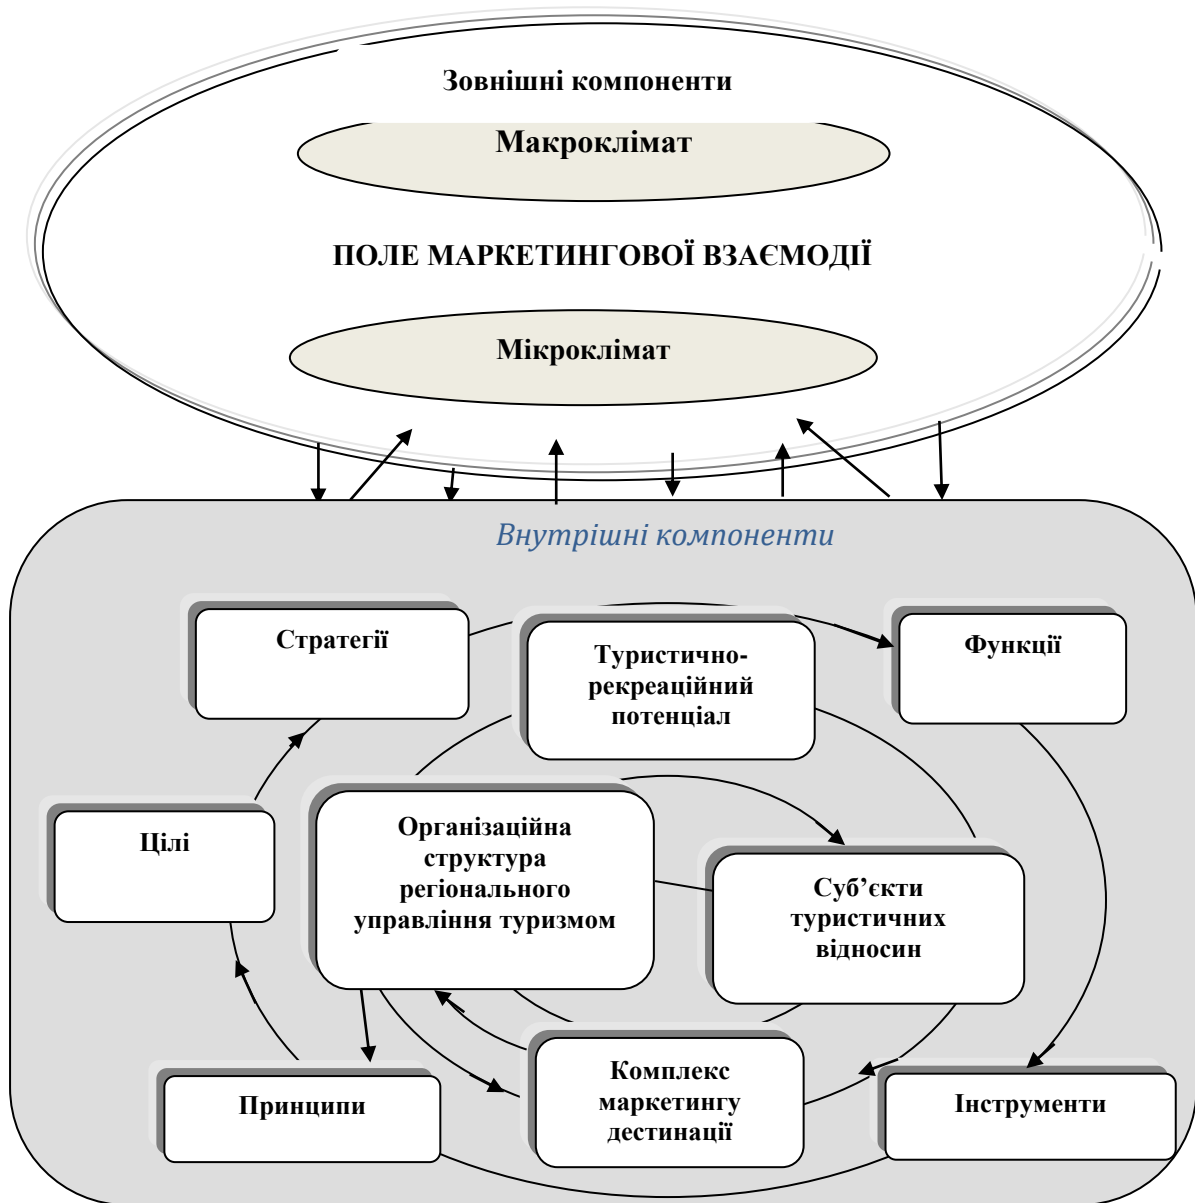 Зовнішні компоненти
Макроклімат
ПОЛЕ МАРКЕТИНГОВОЇ ВЗАЄМОДІЇ
Мікроклімат
Внутрішні компоненти
Стратегії
Туристично-
рекреаційний
потенціал
Функції
Цілі
Організаційна
структура
регіонального
управління туризмом
Суб’єкти
туристичних
відносин
Принципи
Комплекс
маркетингу
дестинації
Інструменти